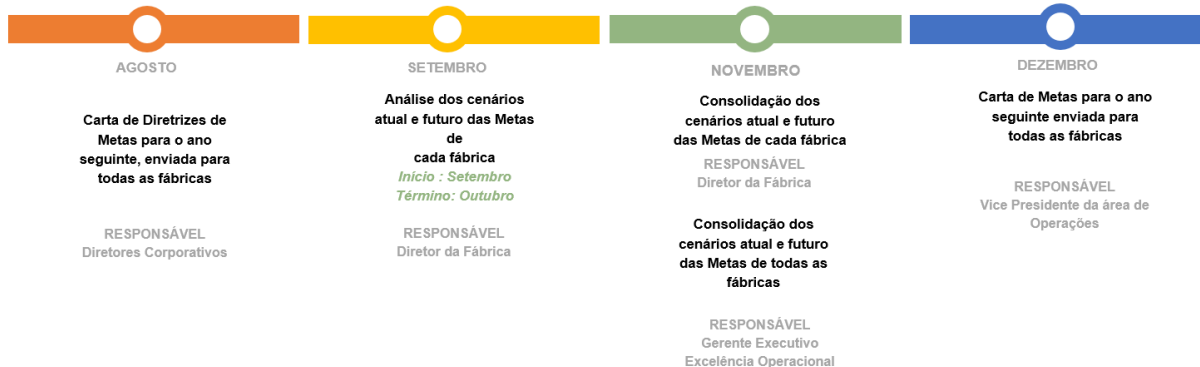 AGOSTO
Carta de Diretrizes de
Metas para o ano
seguinte, enviada para
todas as fábricas
RESPONSÁVEL
Diretores Corporativos
SETEMBRO
Análise dos cenários
atual e futuro das Metas
de
cada fábrica
Início : Setembro
Término: Outubro
RESPONSÁVEL
Diretor da Fábrica
NOVEMBRO
Consolidação dos
cenários atual e futuro
das Metas de cada fábrica
RESPONSÁVEL
Diretor da Fábrica
Consolidação dos
cenários atual e futuro
das Metas de todas as
fábricas
RESPONSÁVEL
Gerente Executivo
Excelência Operacional
DEZEMBRO
Carta de Metas para o ano
seguinte enviada para
todas as fábricas
RESPONSÁVEL
Vice Presidente da área de
Operações